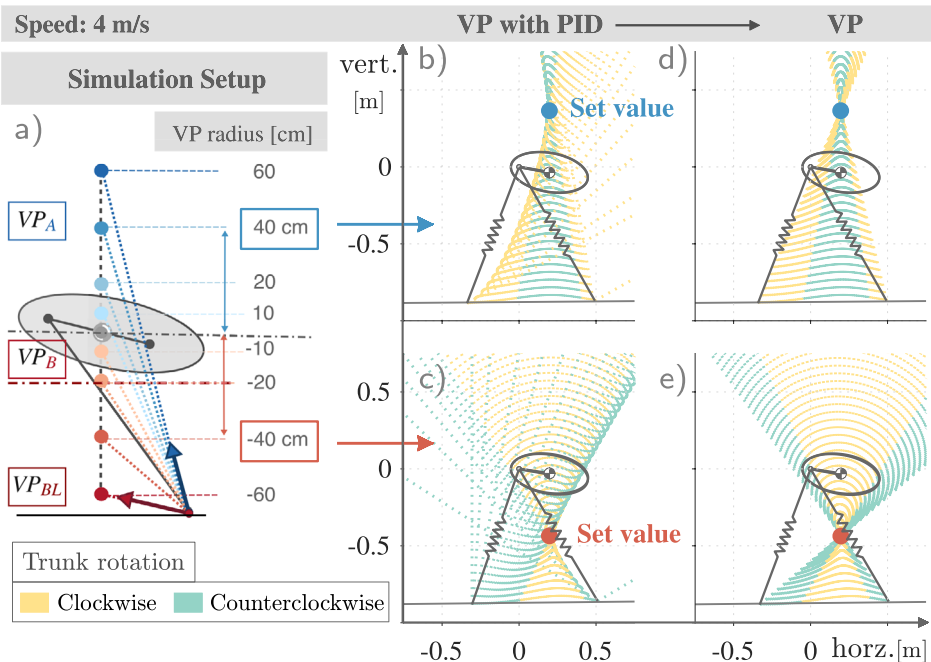 Speed: 4 m/s
VP with PID
VP
Simulation Setup
a)
VP radius [cm]
60
VP_A
40 cm
20
10
-10
VP_B
-20
-40 cm
VP_BL
-60
Trunk rotation
Clockwise
Counterclockwise
vert.
[m]
b)
Set value
0
-0.5
d)
c)
0.5
0
Set value
-0.5
e)
-0.5
0
0.5
-0.5
0
horz.[m]